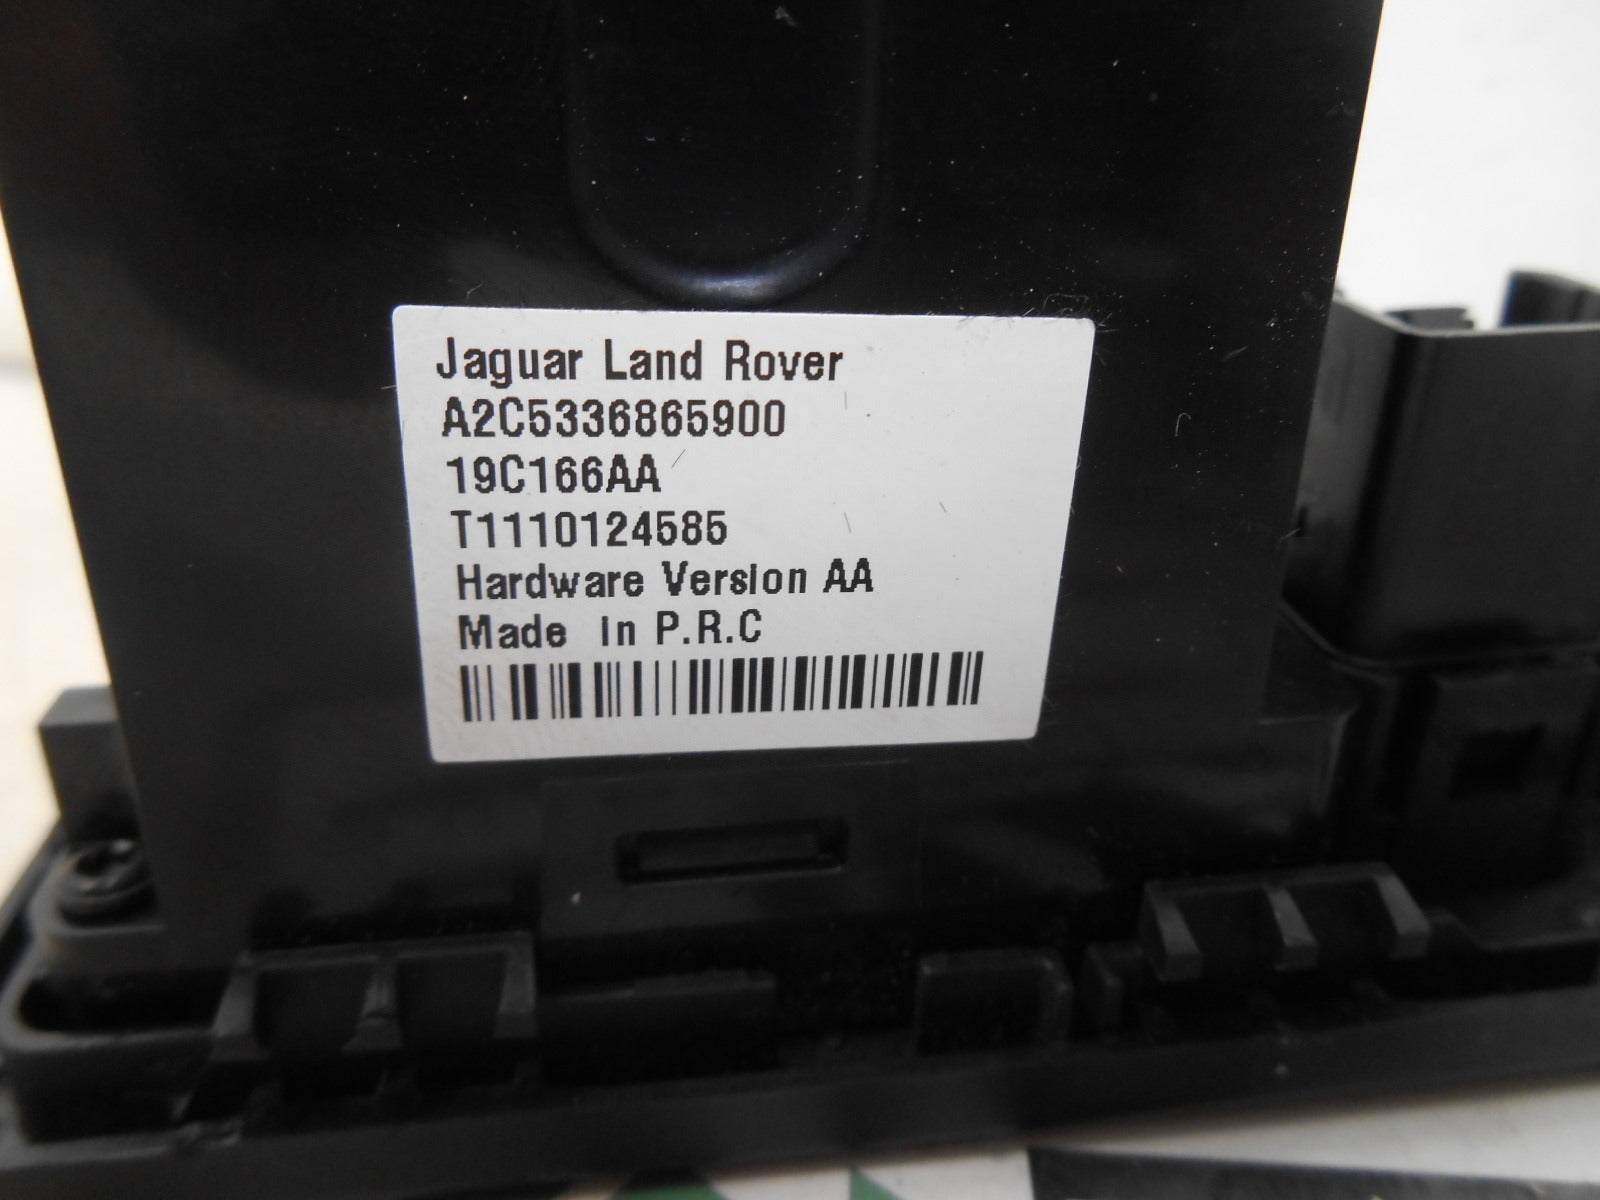 Jaguar Land Rover
A2C5336865900
19C166AA
T1110124585
Hardware Version AA
Made in P.R.C